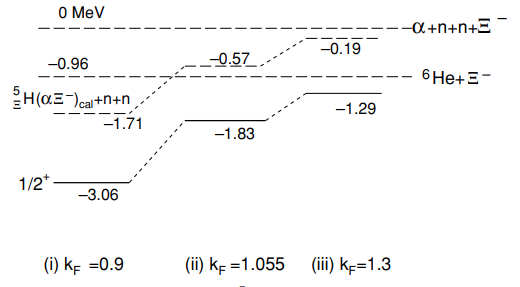 0 MeV
α+n+n+Ξ⁻
−0.19
−0.57
−0.96
⁶He+Ξ⁻
⁵ΞH(αΞ⁻)cal+n+n
−1.71
−1.29
−1.83
1/2⁺
−3.06
(i) kF =0.9
(ii) kF =1.055
(iii) kF=1.3